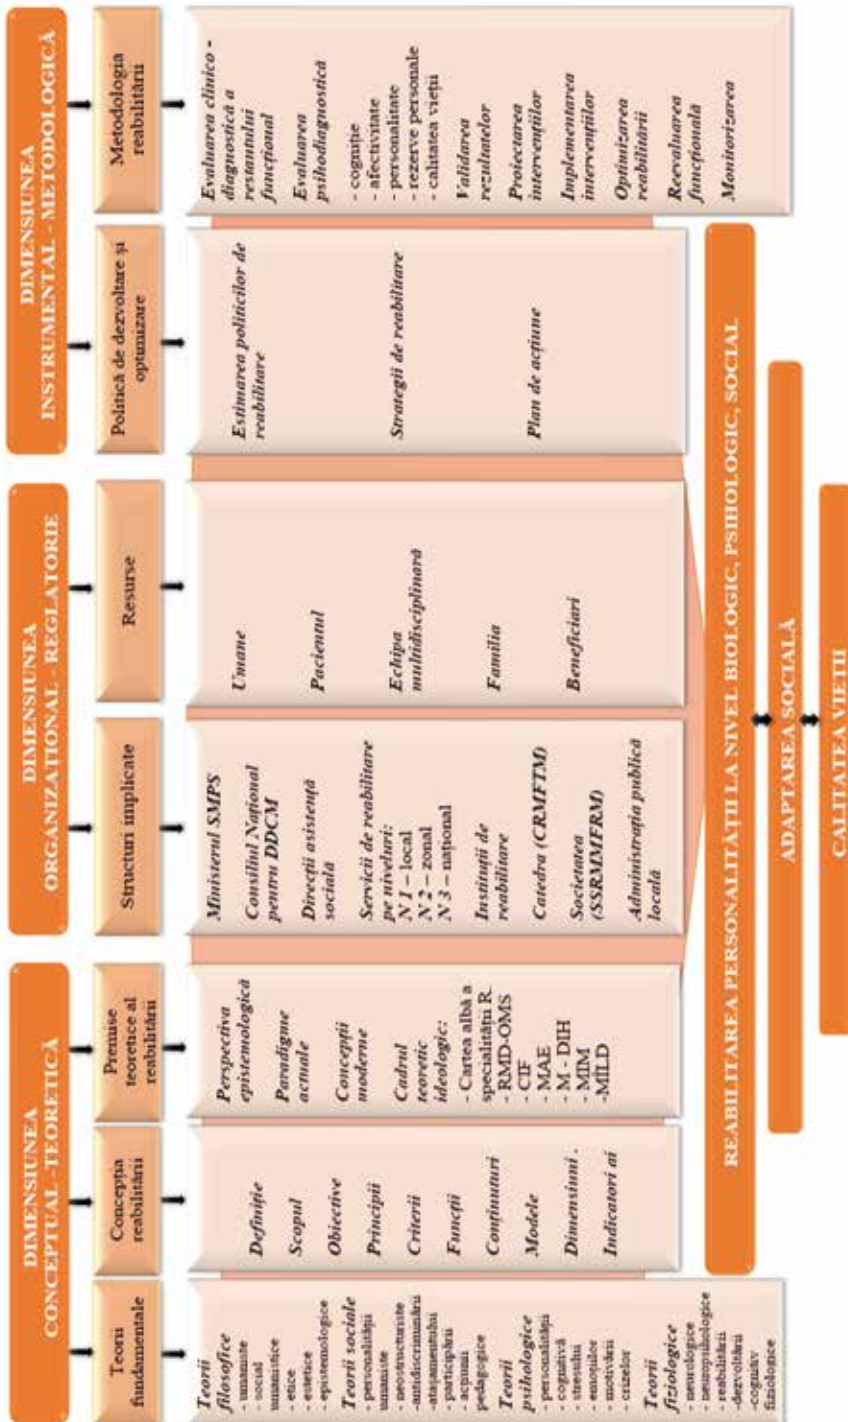 DIMENSIUNEA
CONCEPTUAL -TEORETICĂ
Teorii
fundamentale
Teorii
filosofice
- umaniste
- social
umanistice
- etice
- estetice
- epistemologice
Teorii sociale
- personalității
umaniste
- neostructuriste
- antidiscriminării
- atașamentului
- participării
- acțiunii
pedagogice
Teorii
psihologice
- personalității
- cognitivă
- stresului
- emoțiilor
- motivării
- crizelor
Teorii
fiziologice
- neurologice
- neuropsihologice
- reabilitării
-dezvoltării
-cognitiv
fiziologice
Concepția
reabilitării
Definiție
Scopul
Obiective
Principii
Criterii
Funcții
Conținuturi
Modele
Dimensiuni .
Indicatori ai
Premise
teoretice al
reabilitării
Perspectiva
epistemologică
Paradigme
actuale
Concepții
moderne
Cadrul
teoretic
ideologic:
- Cartea albă a
specialității R.
- RMD-OMS
- CIF
- MAE
- M - DIH
- MIM
-MILD
DIMENSIUNEA
ORGANIZAȚIONAL - REGLATORIE
Structuri implicate
Ministerul SMPS
Consiliul Național
pentru DDCM
Direcții asistență
socială
Servicii de reabilitare
pe niveluri:
N 1 – local
N 2 – zonal
N 3 – național
Instituții de
reabilitare
Catedra (CRMFTM)
Societatea
(SSRMMFRM)
Administrația publică
locală
Resurse
Umane
Pacientul
Echipa
multidisciplinară
Familia
Beneficiari
DIMENSIUNEA
INSTRUMENTAL - METODOLOGICĂ
Politică de dezvoltare și
optimizare
Estimarea politicilor de
reabilitare
Strategii de reabilitare
Plan de acțiune
Metodologia
reabilitării
Evaluarea clinico -
diagnostică a
restantului
funcțional
Evaluarea
psihodiagnostică
- cogniție
- afectivitate
- personalitate
- rezerve personale
- calitatea vieții
Validarea
rezultatelor
Proiectarea
intervențiilor
Implementarea
intervențiilor
Optimizarea
reabilitării
Reevaluarea
funcțională
Monitorizarea
REABILITAREA PERSONALITĂȚII LA NIVEL BIOLOGIC, PSIHOLOGIC, SOCIAL
ADAPTAREA SOCIALĂ
CALITATEA VIEȚII